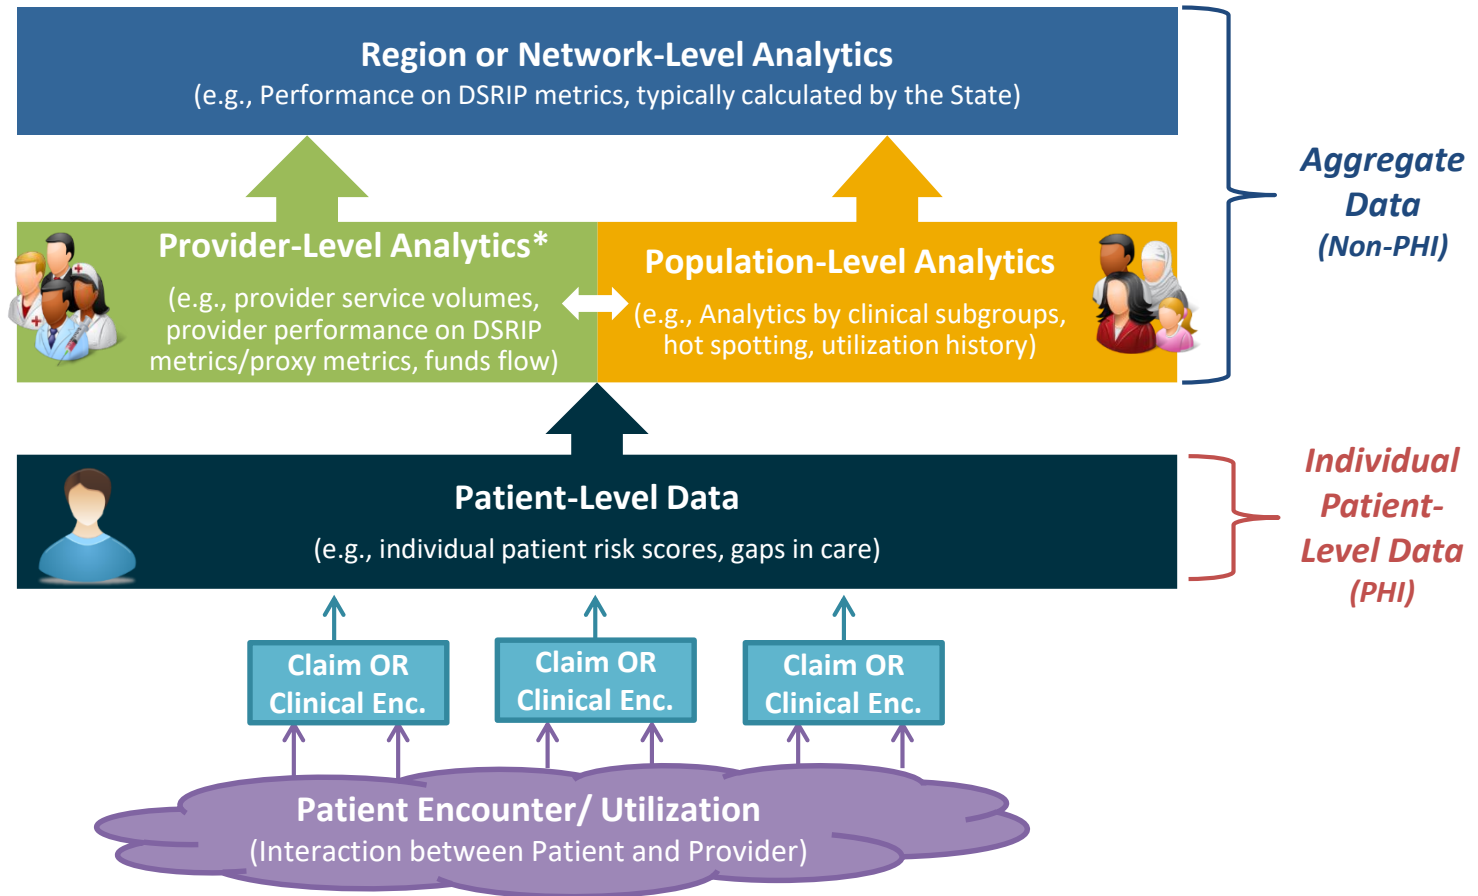 Region or Network-Level Analytics
(e.g., Performance on DSRIP metrics, typically calculated by the State)
Aggregate
Data
(Non-PHI)
Provider-Level Analytics*
(e.g., provider service volumes,
provider performance on DSRIP
metrics/proxy metrics, funds flow)
Population-Level Analytics
(e.g., Analytics by clinical subgroups,
hot spotting, utilization history)
Patient-Level Data
(e.g., individual patient risk scores, gaps in care)
Individual
Patient-
Level Data
(PHI)
Claim OR
Clinical Enc.
Claim OR
Clinical Enc.
Claim OR
Clinical Enc.
Patient Encounter/ Utilization
(Interaction between Patient and Provider)